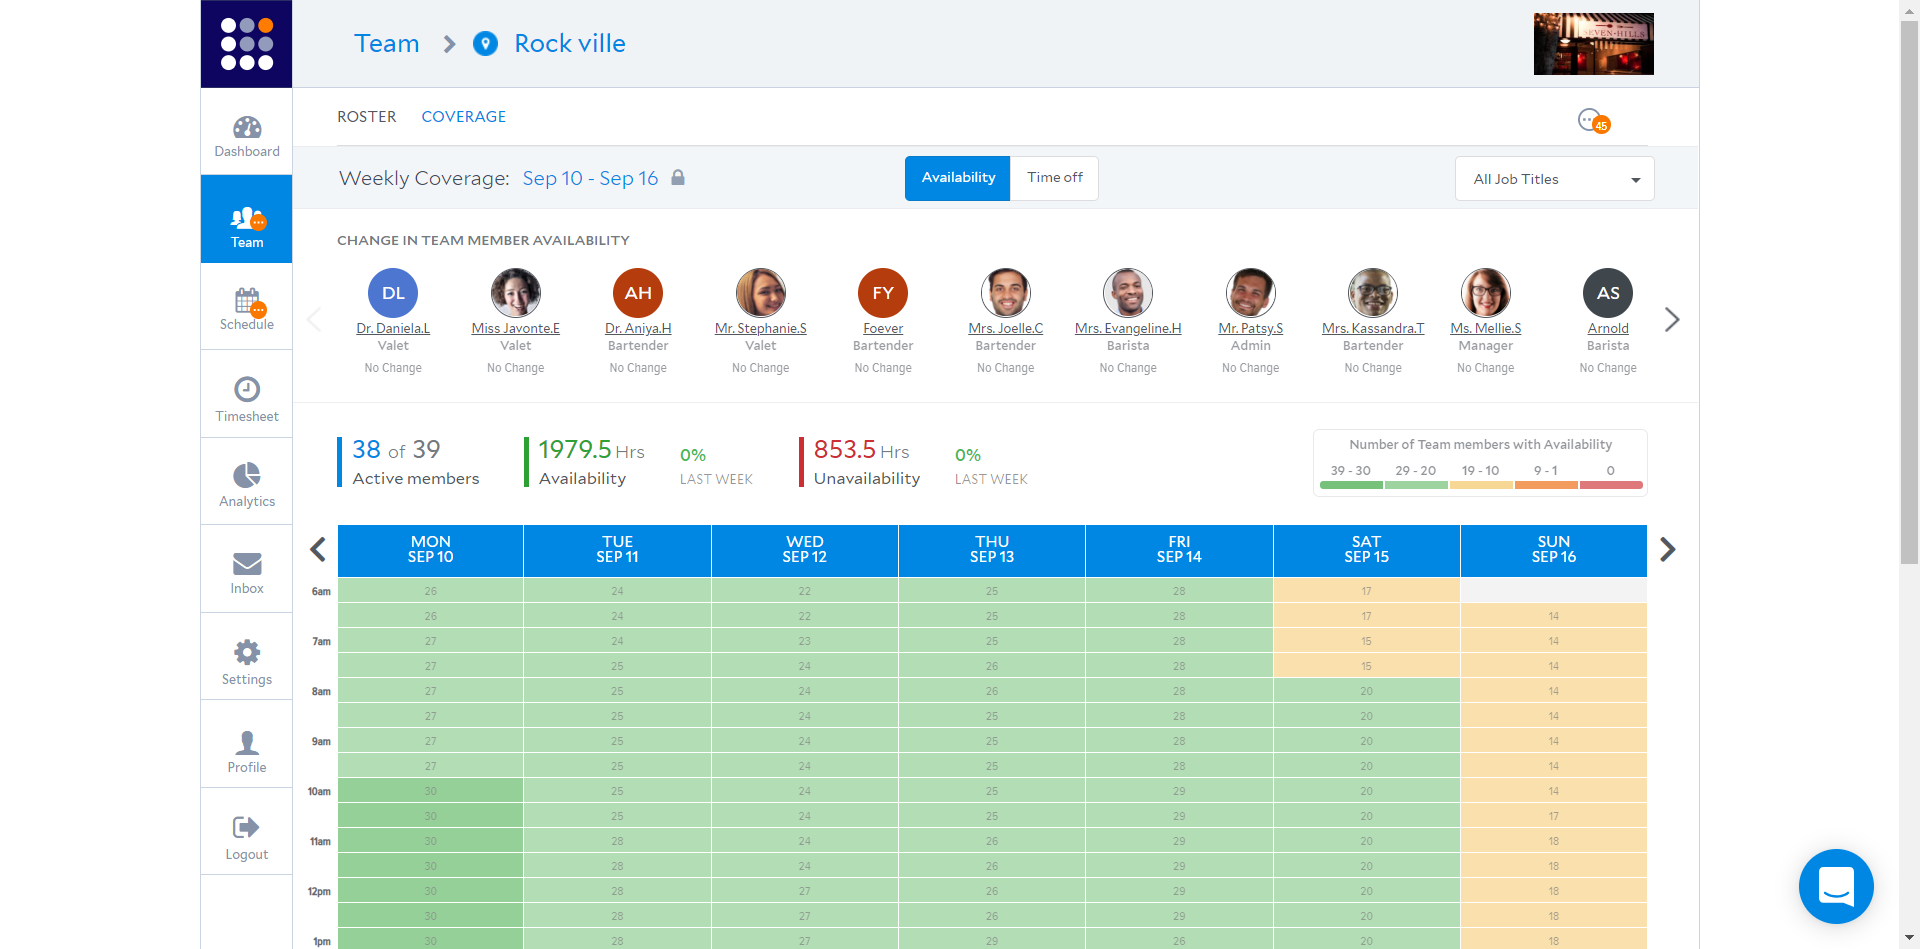 Team Rock ville
SEVEN·HILLS
ROSTER COVERAGE
45
Weekly Coverage: Sep 10 - Sep 16
Availability Time off
All Job Titles
Dashboard
Team
Schedule
Timesheet
Analytics
Inbox
Settings
Profile
Logout
CHANGE IN TEAM MEMBER AVAILABILITY
DL AH FY AS
Dr. Daniela.L Miss Javonte.E Dr. Aniya.H Mr. Stephanie.S Foever Mrs. Joelle.C Mrs. Evangeline.H Mr. Patsy.S Mrs. Kassandra.T Ms. Mellie.S Arnold
Valet Valet Bartender Valet Bartender Bartender Barista Admin Bartender Manager Barista
No Change No Change No Change No Change No Change No Change No Change No Change No Change No Change No Change
38 of 39
Active members
1979.5 Hrs
Availability
0%
LAST WEEK
853.5 Hrs
Unavailability
0%
LAST WEEK
Number of Team members with Availability
39 - 30 29 - 20 19 - 10 9 - 1 0
MON TUE WED THU FRI SAT SUN
SEP 10 SEP 11 SEP 12 SEP 13 SEP 14 SEP 15 SEP 16
6am 26 24 22 25 28 17
26 24 22 25 28 17 14
7am 27 24 23 25 28 15 14
27 25 24 26 28 15 14
8am 27 25 24 26 28 20 14
27 25 24 25 28 20 14
9am 27 25 24 25 28 20 14
27 25 24 25 28 20 14
10am 30 25 24 25 29 20 14
30 25 24 25 29 20 17
11am 30 28 24 26 29 20 18
30 28 24 26 29 20 18
12pm 30 28 27 26 29 20 18
30 28 27 26 29 20 18
1pm 30 28 27 29 26 20 18